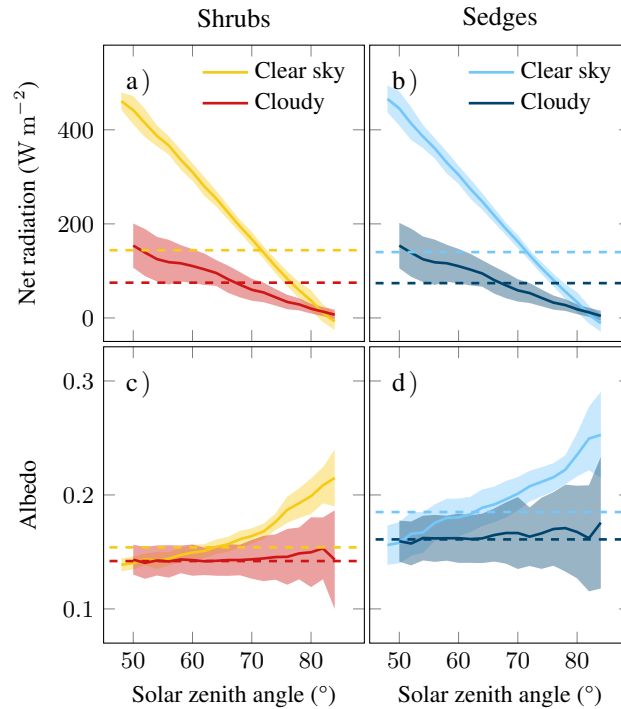 Shrubs
Sedges
a)
Clear sky
Cloudy
b)
Clear sky
Cloudy
Net radiation (W m⁻²)
400
200
0
c)
d)
Albedo
0.3
0.2
0.1
50 60 70 80
50 60 70 80
Solar zenith angle (°)
Solar zenith angle (°)